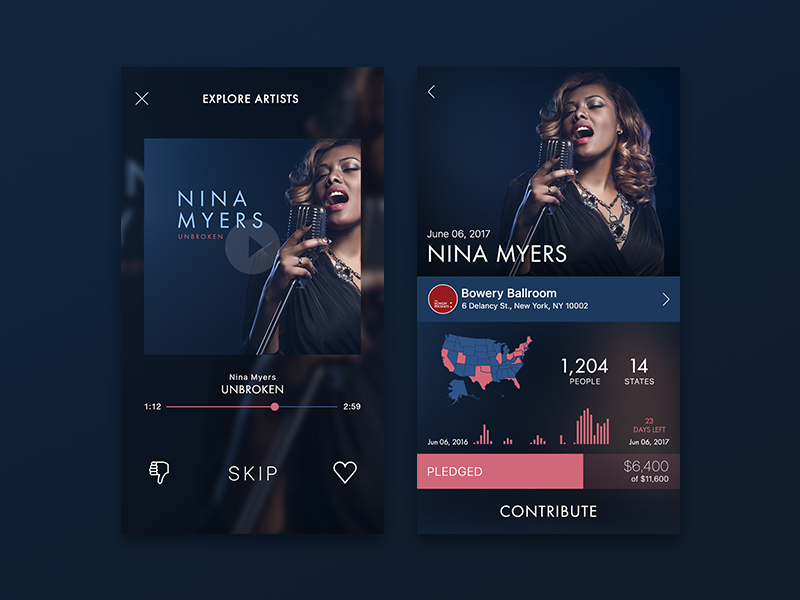 EXPLORE ARTISTS
NINA
MYERS
UNBROKEN
Nina Myers
UNBROKEN
1:12
2:59
SKIP
June 06, 2017
NINA MYERS
Bowery Ballroom
6 Delancy St., New York, NY 10002
1,204
PEOPLE
14
STATES
23
DAYS LEFT
Jun 06, 2016
Jun 06, 2017
PLEDGED
$6,400
of $11,600
CONTRIBUTE